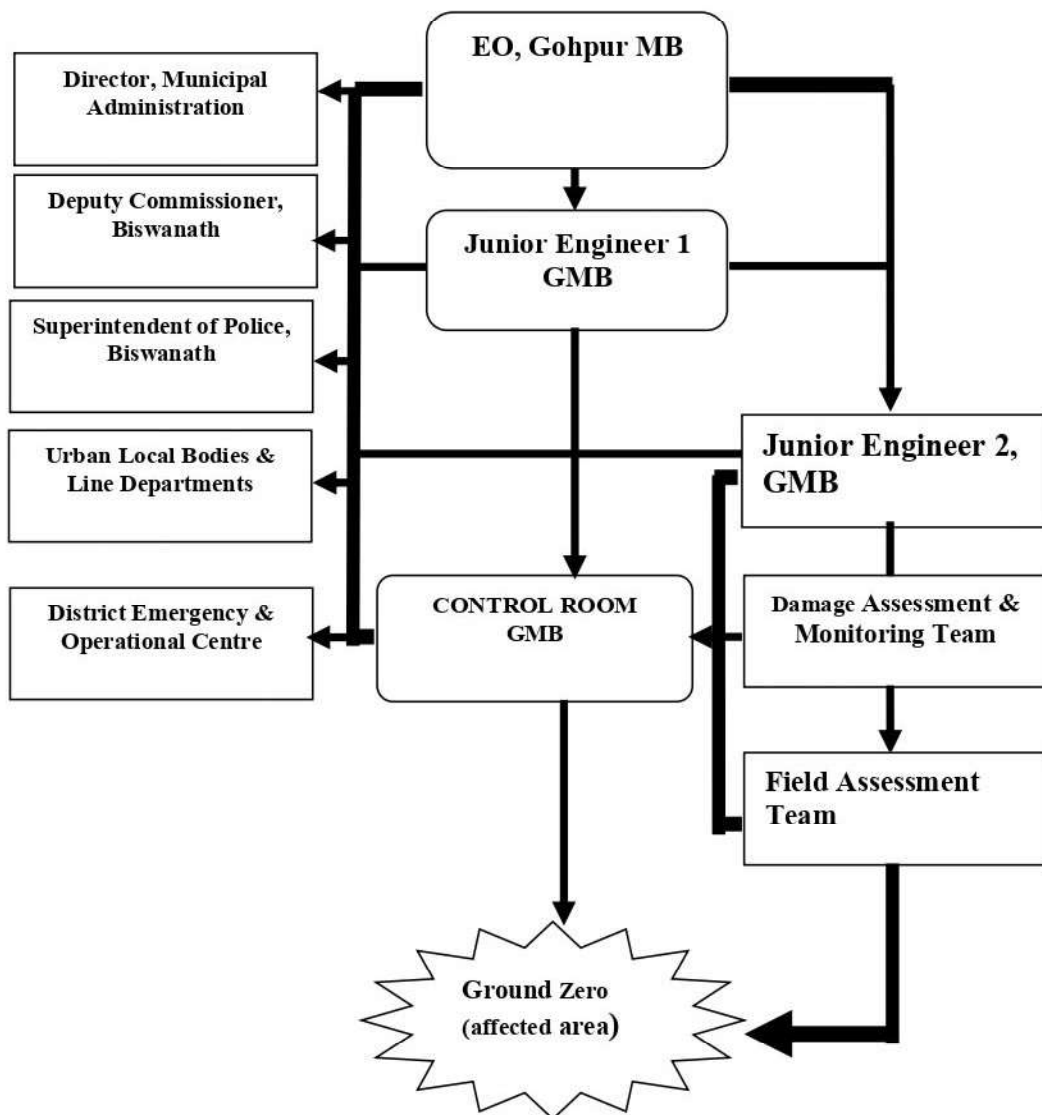 EO, Gohpur MB
Director, Municipal
Administration
Deputy Commissioner,
Biswanath
Junior Engineer 1
GMB
Superintendent of Police,
Biswanath
Urban Local Bodies &
Line Departments
Junior Engineer 2,
GMB
District Emergency &
Operational Centre
CONTROL ROOM
GMB
Damage Assessment &
Monitoring Team
Field Assessment
Team
Ground Zero
(affected area)